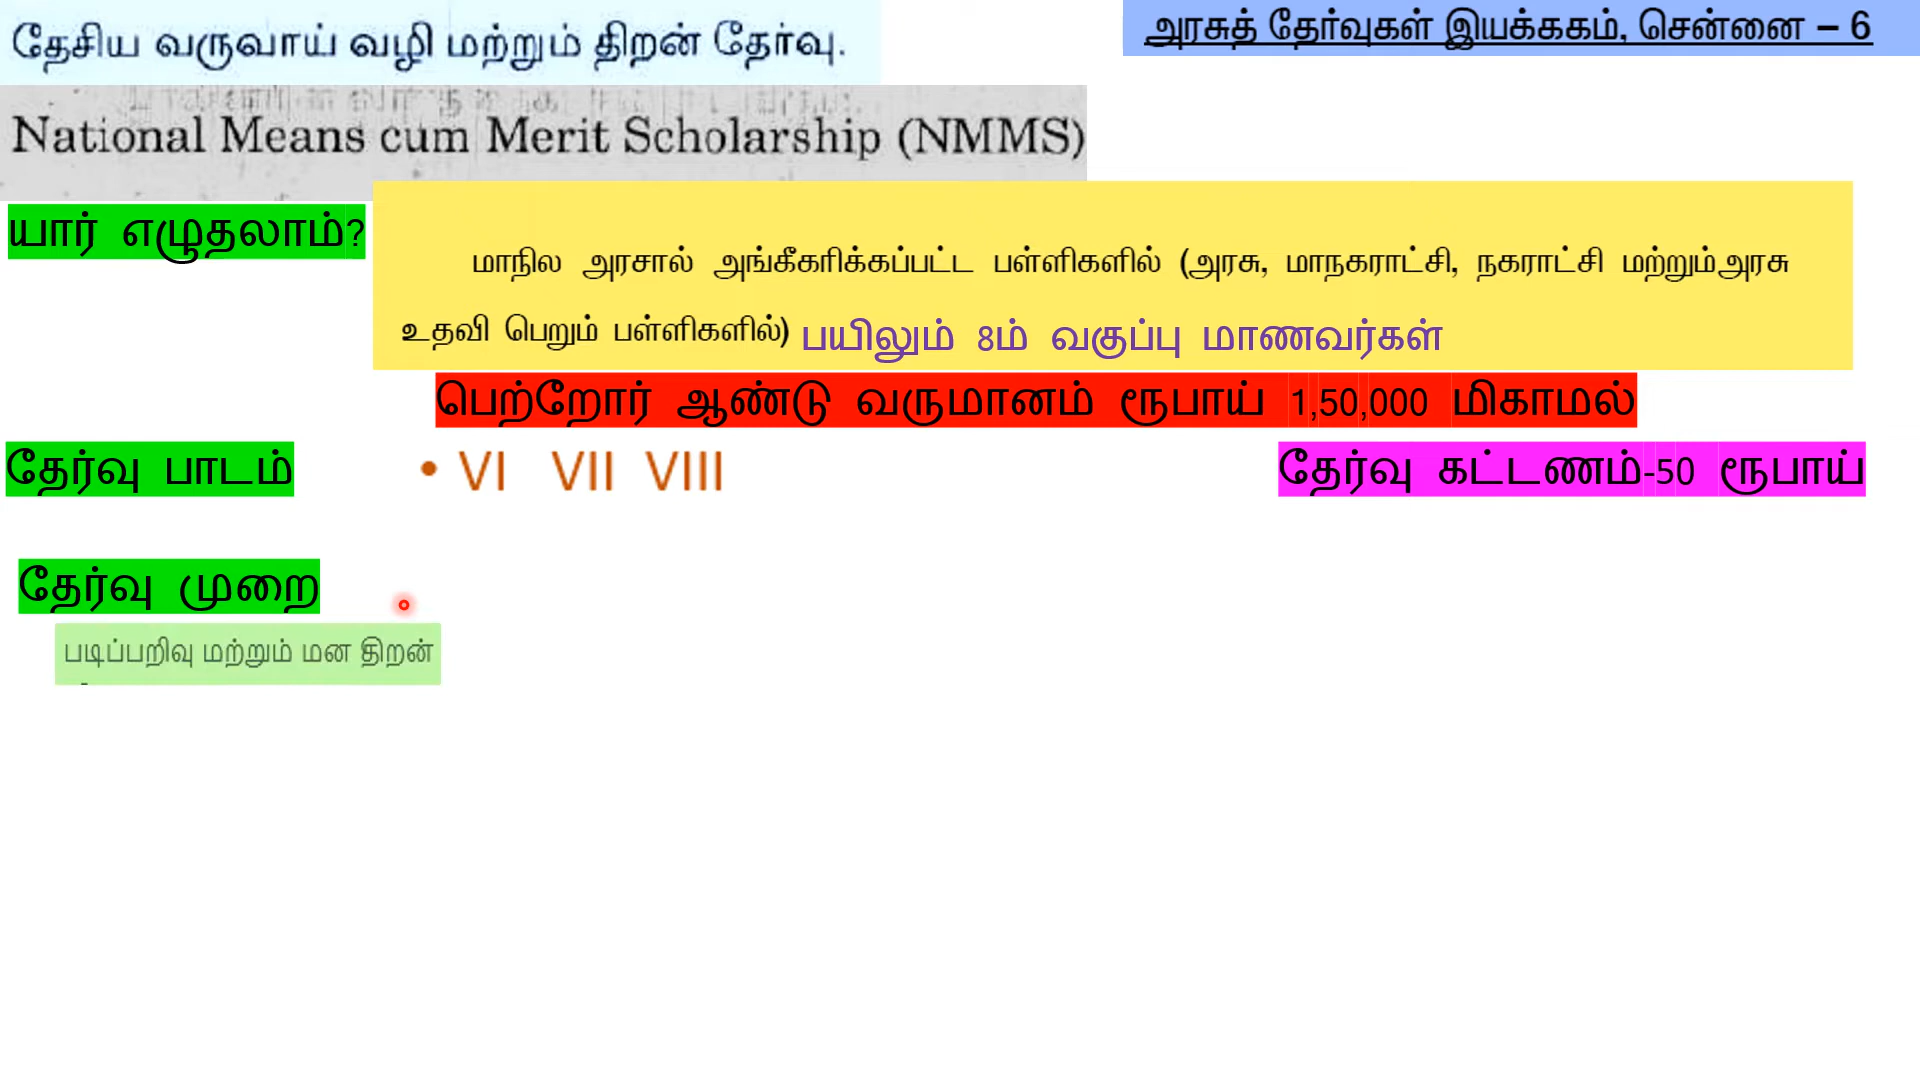 தேசிய வருவாய் வழி மற்றும் திறன் தேர்வு.
அரசுத் தேர்வுகள் இயக்ககம், சென்னை – 6
National Means cum Merit Scholarship (NMMS)
யார் எழுதலாம்?
மாநில அரசால் அங்கீகரிக்கப்பட்ட பள்ளிகளில் (அரசு, மாநகராட்சி, நகராட்சி மற்றும்அரசு
உதவி பெறும் பள்ளிகளில்) பயிலும் 8ம் வகுப்பு மாணவர்கள்
பெற்றோர் ஆண்டு வருமானம் ரூபாய் 1,50,000 மிகாமல்
தேர்வு பாடம் • VI VII VIII தேர்வு கட்டணம்-50 ரூபாய்
தேர்வு முறை
படிப்பறிவு மற்றும் மன திறன்